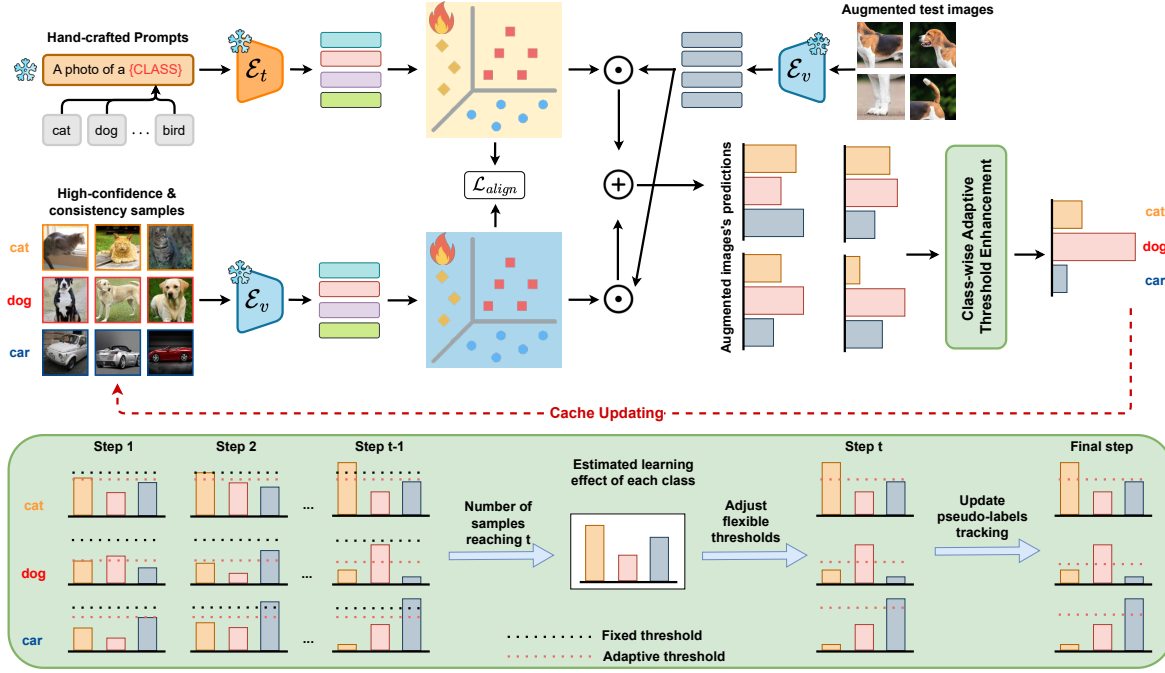 Hand-crafted Prompts
A photo of a {CLASS}
cat
dog
...
bird
ℰt
Augmented test images
ℰv
ℒalign
High-confidence &
consistency samples
cat
dog
car
ℰv
Augmented images's predictions
Class-wise Adaptive
Threshold Enhancement
cat
dog
car
Cache Updating
Step 1
Step 2
Step t-1
Estimated learning
effect of each class
Step t
Final step
cat
dog
car
...
...
...
Number of
samples
reaching t
Adjust
flexible
thresholds
Update
pseudo-labels
tracking
Fixed threshold
Adaptive threshold